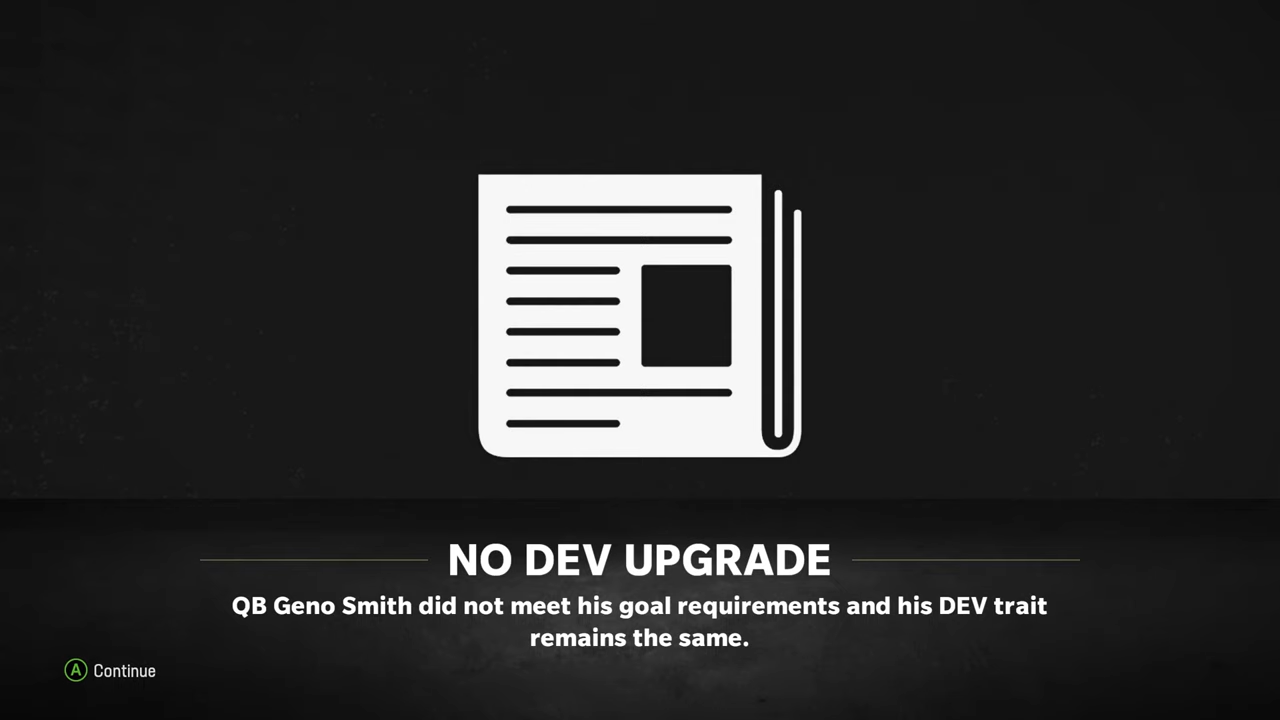 NO DEV UPGRADE
QB Geno Smith did not meet his goal requirements and his DEV trait
remains the same.
A Continue